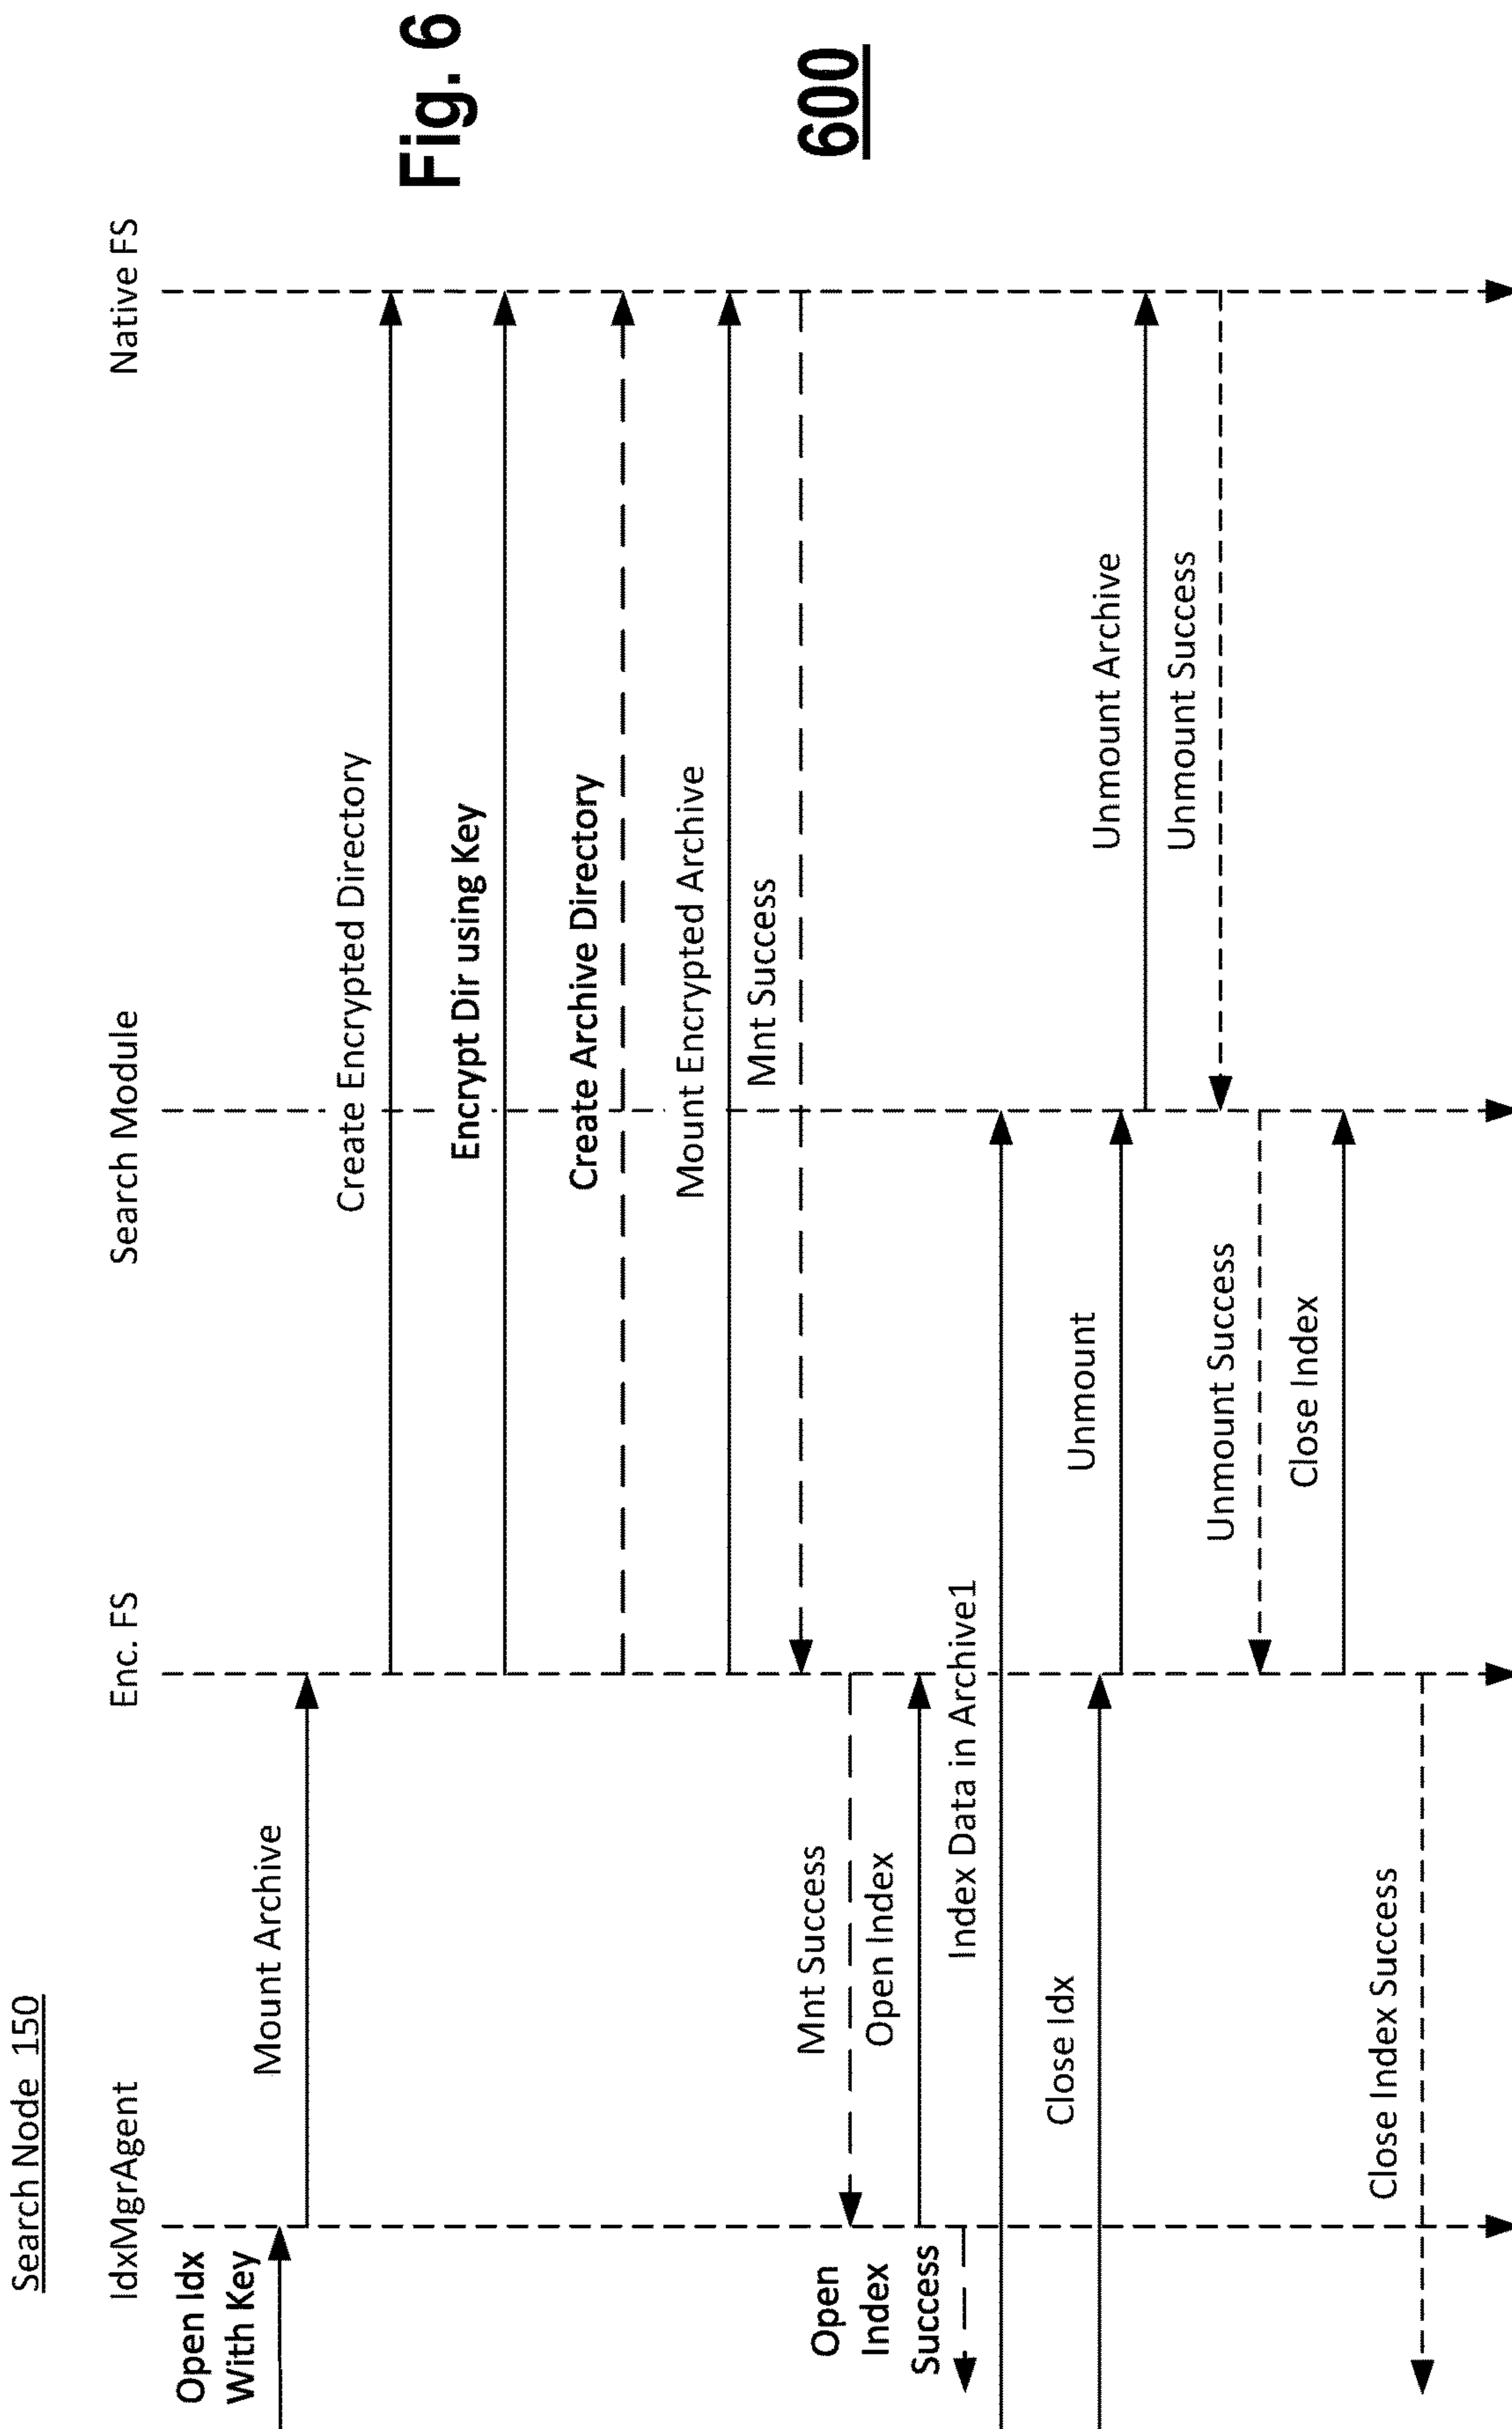 Search Node 150
IdxMgrAgent
Enc. FS
Search Module
Native FS
Open Idx
With Key
Mount Archive
Create Encrypted Directory
Encrypt Dir using Key
Create Archive Directory
Mount Encrypted Archive
Mnt Success
Mnt Success
Open Index
Open
Index
Success
Index Data in Archive1
Close Idx
Unmount
Unmount Archive
Unmount Success
Unmount Success
Close Index
Close Index Success
Fig. 6
600